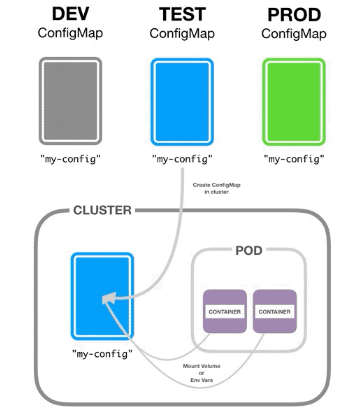 DEV TEST PROD
ConfigMap ConfigMap ConfigMap
"my-config" "my-config" "my-config"
Create ConfigMap
in cluster
CLUSTER
POD
CONTAINER CONTAINER
"my-config"
Mount Volume
or
Env Vars